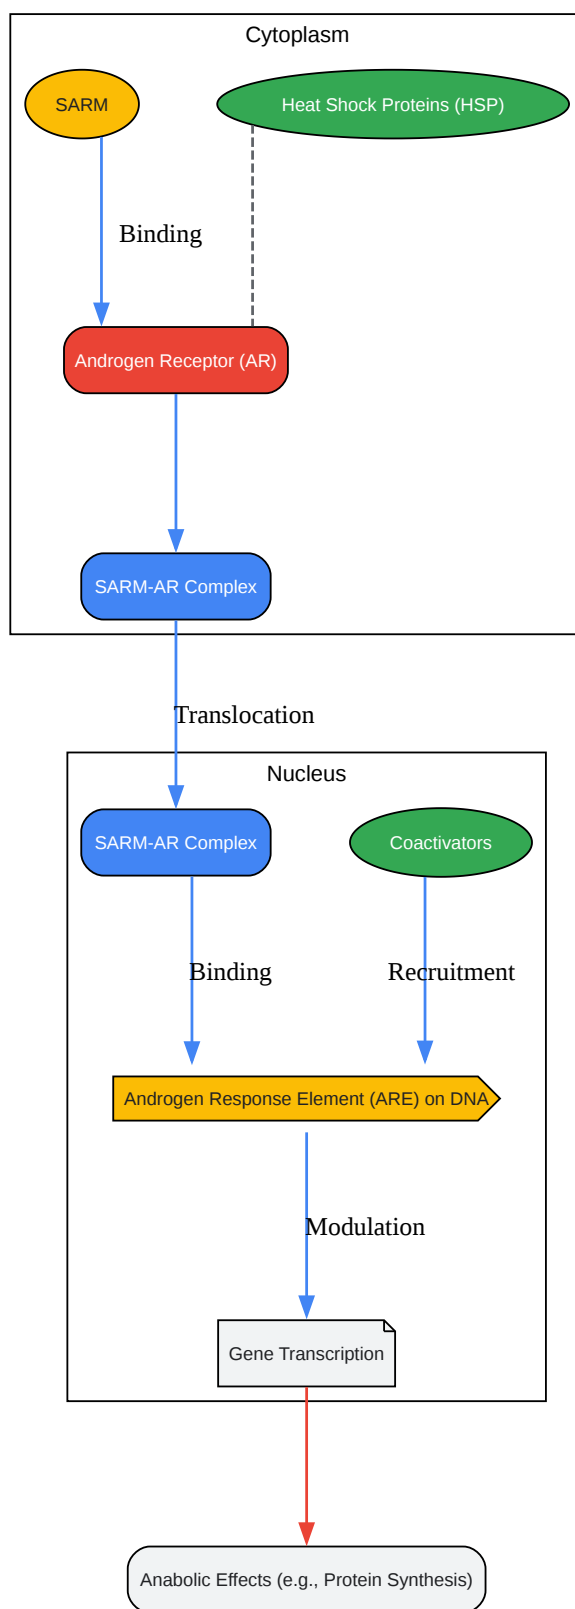 Cytoplasm
SARM
Heat Shock Proteins (HSP)
Binding
Androgen Receptor (AR)
SARM-AR Complex
Translocation
Nucleus
SARM-AR Complex
Coactivators
Binding
Recruitment
Androgen Response Element (ARE) on DNA
Modulation
Gene Transcription
Anabolic Effects (e.g., Protein Synthesis)